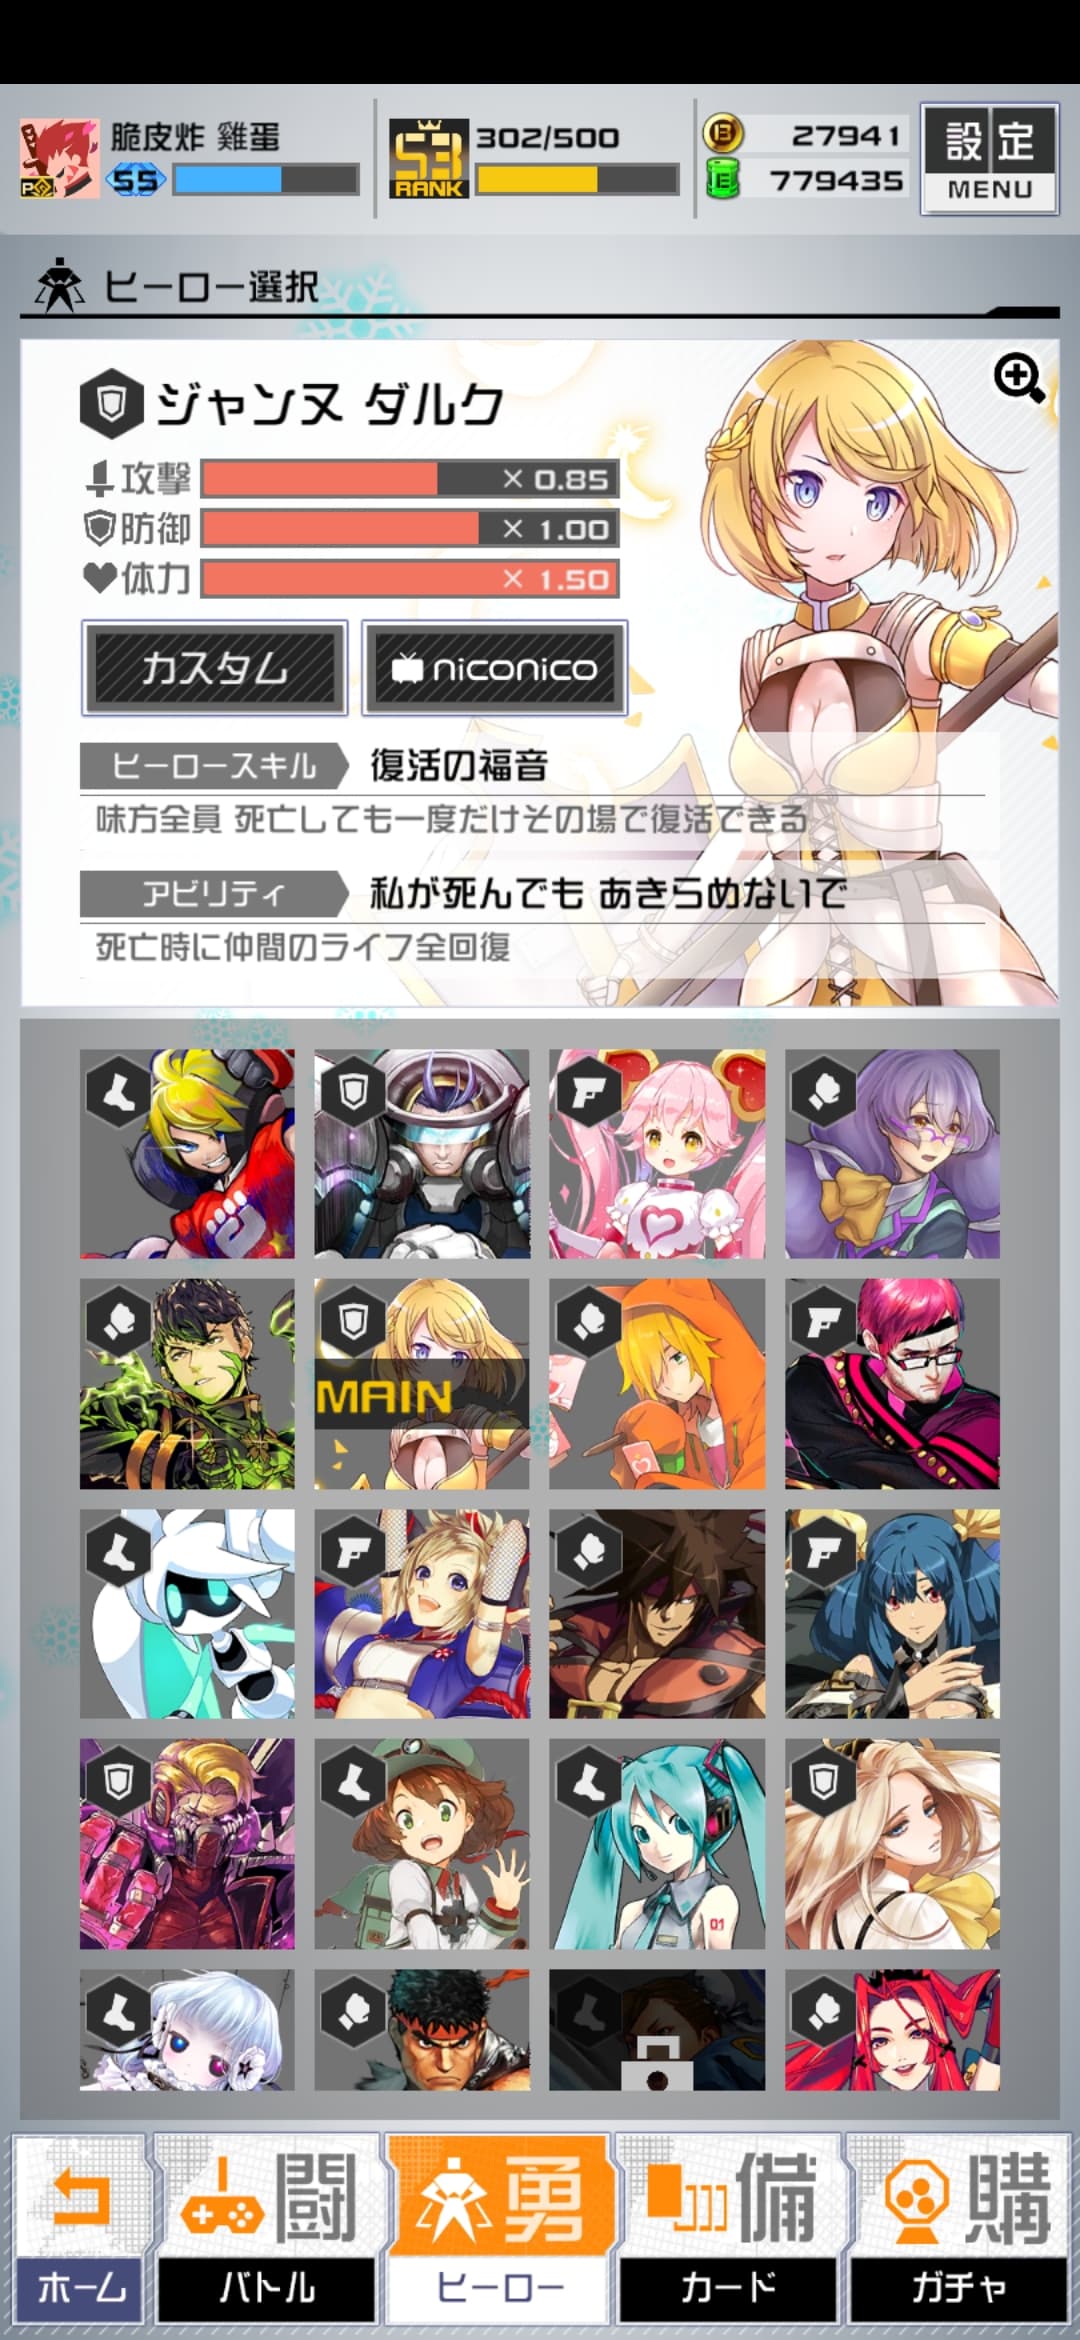 脆皮炸 雞蛋
55
S3
RANK
302/500
27941
779435
設定
MENU
ヒーロー選択
ジャンヌ ダルク
攻撃 × 0.85
防御 × 1.00
体力 × 1.50
カスタム
niconico
ヒーロースキル 復活の福音
味方全員 死亡しても一度だけその場で復活できる
アビリティ 私が死んでも あきらめないで
死亡時に仲間のライフ全回復
MAIN
01
闘
勇
備
購
ホーム
バトル
ヒーロー
カード
ガチャ